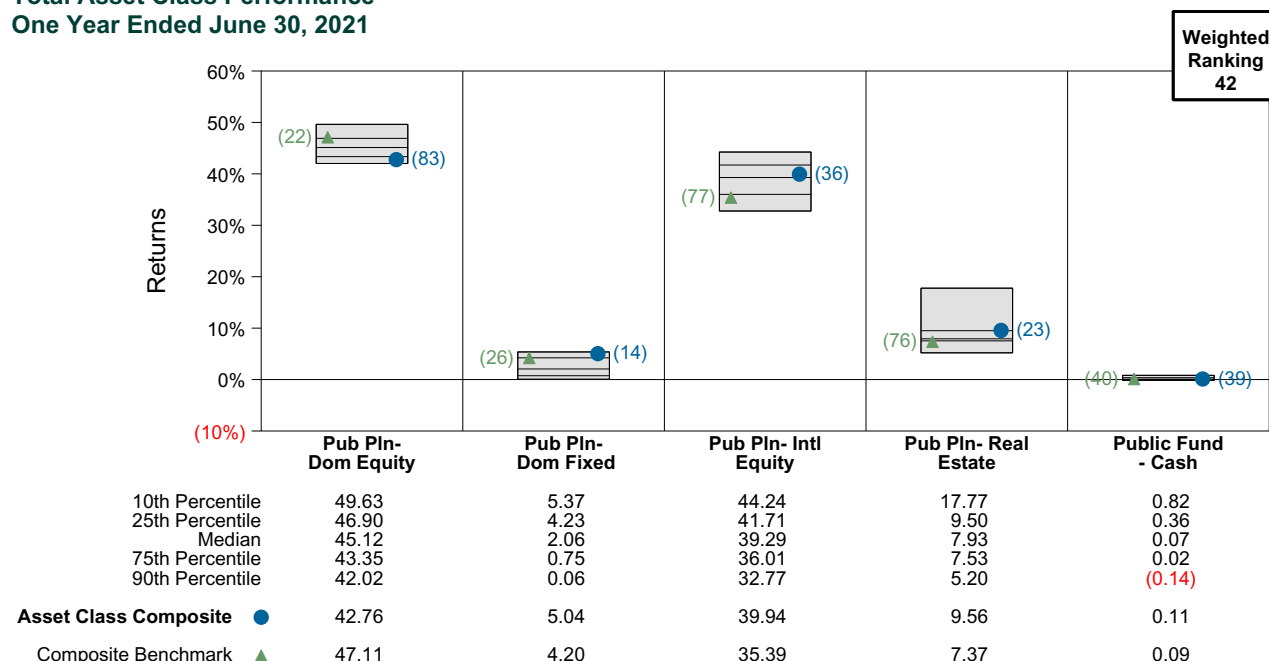 Total Asset Class Performance
One Year Ended June 30, 2021
Weighted
Ranking
42
Returns
60%
50%
40%
30%
20%
10%
0%
(10%)
(22)
(83)
(26)
(14)
(77)
(36)
(76)
(23)
(40)
(39)
Pub Pln-
Dom Equity
Pub Pln-
Dom Fixed
Pub Pln- Intl
Equity
Pub Pln- Real
Estate
Public Fund
- Cash
10th Percentile 49.63 5.37 44.24 17.77 0.82
25th Percentile 46.90 4.23 41.71 9.50 0.36
Median 45.12 2.06 39.29 7.93 0.07
75th Percentile 43.35 0.75 36.01 7.53 0.02
90th Percentile 42.02 0.06 32.77 5.20 (0.14)
Asset Class Composite 42.76 5.04 39.94 9.56 0.11
Composite Benchmark 47.11 4.20 35.39 7.37 0.09